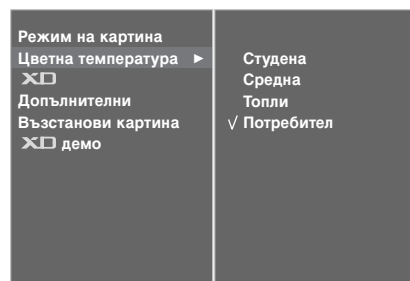 Режим на картина
Цветна температура ►
XD
Допълнителни
Възстанови картина
XD демо
Студена
Средна
Топли
√ Потребител